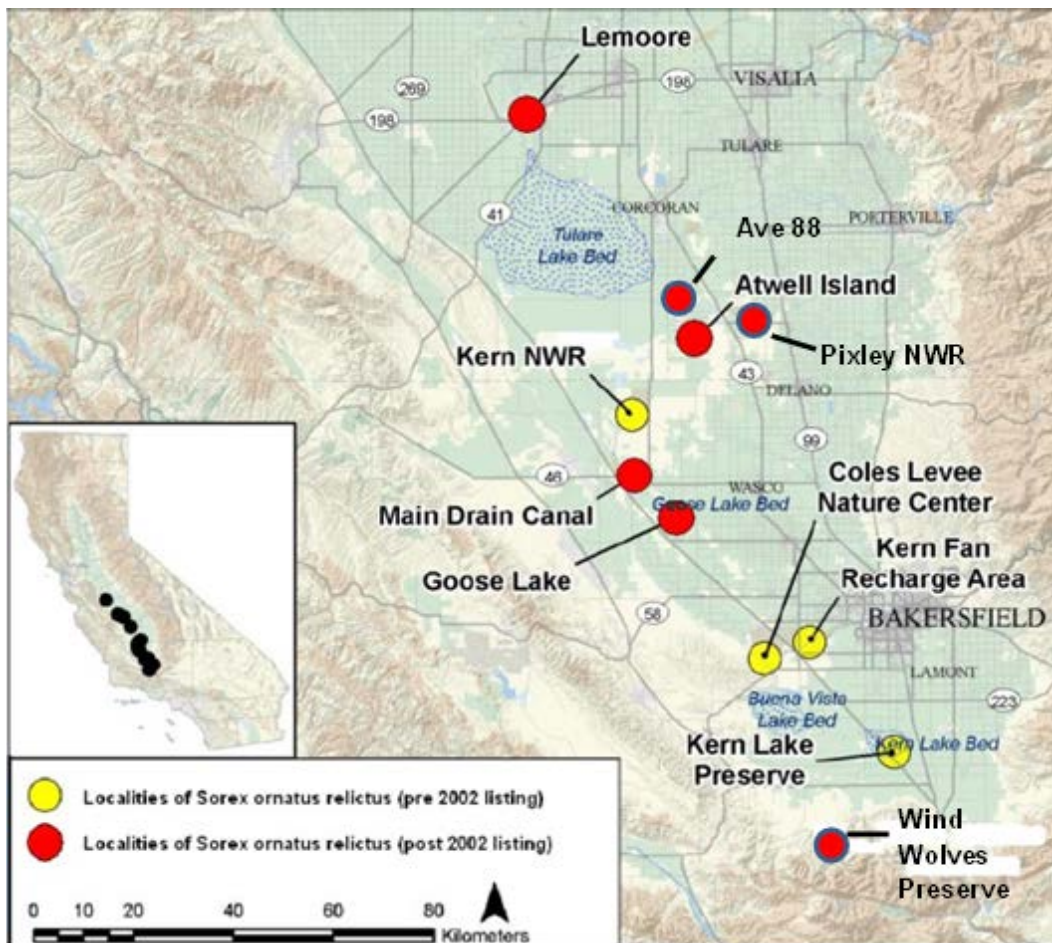 Lemoore
VISALIA
269
198
198
TULARE
41
CORCORAN
PORTERVILLE
Ave 88
Tulare
Lake Bed
Atwell Island
Kern NWR
Pixley NWR
43
DELANO
99
Coles Levee
Nature Center
46
WASCO
Goose Lake Bed
Main Drain Canal
Kern Fan
Recharge Area
Goose Lake
58
BAKERSFIELD
LAMONT
Buena Vista
Lake Bed
223
Kern Lake
Preserve
Kern Lake Bed
Wind
Wolves
Preserve
Localities of Sorex ornatus relictus (pre 2002 listing)
Localities of Sorex ornatus relictus (post 2002 listing)
0 10 20 40 60 80
Kilometers